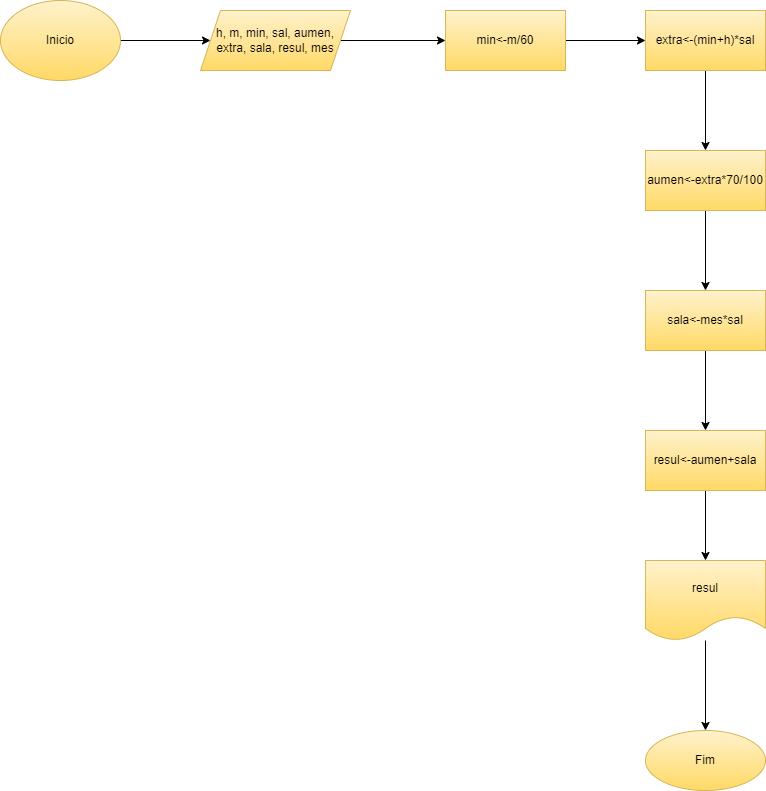 Inicio
h, m, min, sal, aumen,
extra, sala, resul, mes
min<-m/60
extra<-(min+h)*sal
aumen<-extra*70/100
sala<-mes*sal
resul<-aumen+sala
resul
Fim